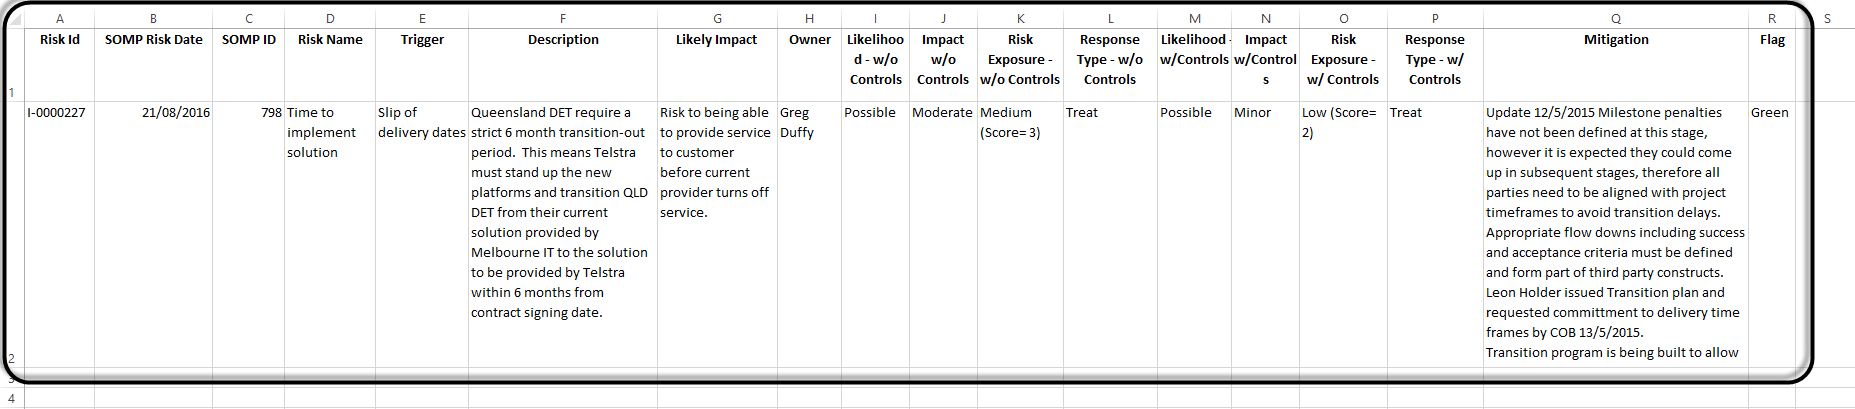 A B C D E F G H I J K L M N O P Q R S
1
Risk Id
SOMP Risk Date
SOMP ID
Risk Name
Trigger
Description
Likely Impact
Owner
Likelihoo
d - w/o
Controls
Impact
w/o
Controls
Risk
Exposure -
w/o Controls
Response
Type - w/o
Controls
Likelihood -
w/Controls
Impact
w/Control
s
Risk
Exposure -
w/ Controls
Response
Type - w/
Controls
Mitigation
Flag
2
I-0000227
21/08/2016
798
Time to
implement
solution
Slip of
delivery dates
Queensland DET require a
strict 6 month transition-out
period.  This means Telstra
must stand up the new
platforms and transition QLD
DET from their current
solution provided by
Melbourne IT to the solution
to be provided by Telstra
within 6 months from
contract signing date.
Risk to being able
to provide service
to customer
before current
provider turns off
service.
Greg
Duffy
Possible
Moderate
Medium
(Score= 3)
Treat
Possible
Minor
Low (Score=
2)
Treat
Update 12/5/2015 Milestone penalties
have not been defined at this stage,
however it is expected they could come
up in subsequent stages, therefore all
parties need to be aligned with project
timeframes to avoid transition delays.
Appropriate flow downs including success
and acceptance criteria must be defined
and form part of third party constructs.
Leon Holder issued Transition plan and
requested committment to delivery time
frames by COB 13/5/2015.
Transition program is being built to allow
Green
3
4